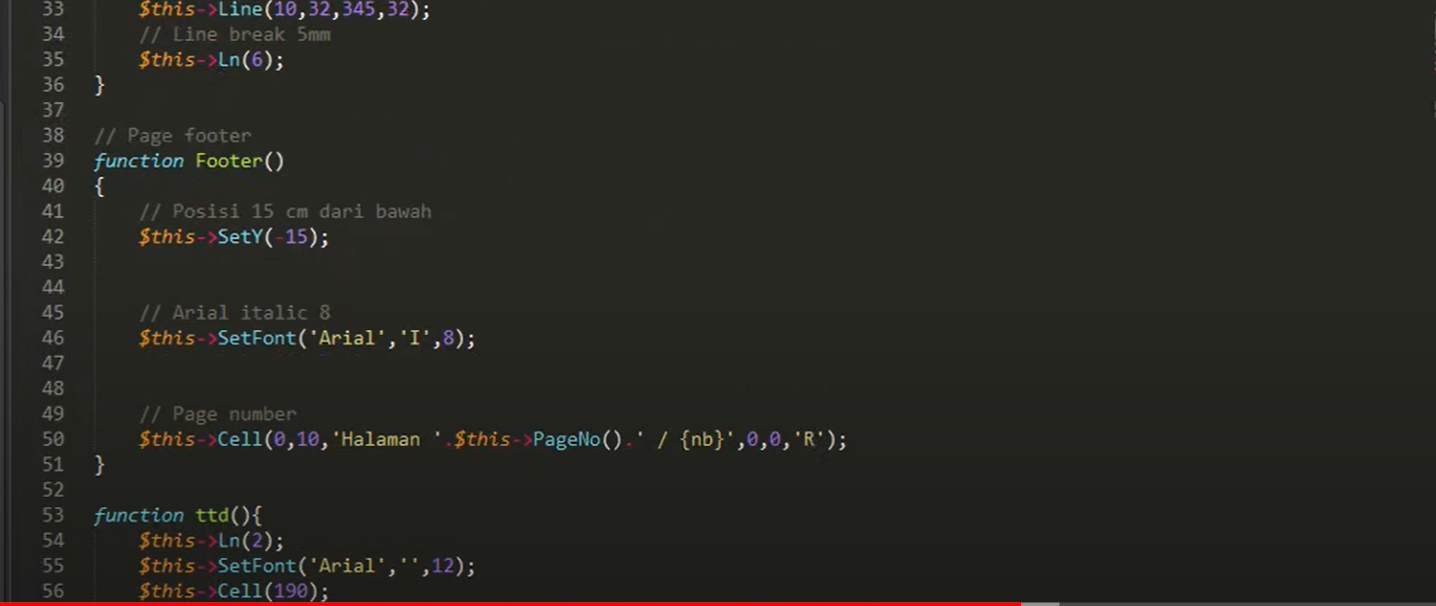 33 $this->Line(10,32,345,32);
34 // Line break 5mm
35 $this->Ln(6);
36 }
37
38 // Page footer
39 function Footer()
40 {
41 // Posisi 15 cm dari bawah
42 $this->SetY(-15);
43
44
45 // Arial italic 8
46 $this->SetFont('Arial','I',8);
47
48
49 // Page number
50 $this->Cell(0,10,'Halaman '.$this->PageNo().' / {nb}',0,0,'R');
51 }
52
53 function ttd(){
54 $this->Ln(2);
55 $this->SetFont('Arial','',12);
56 $this->Cell(190);